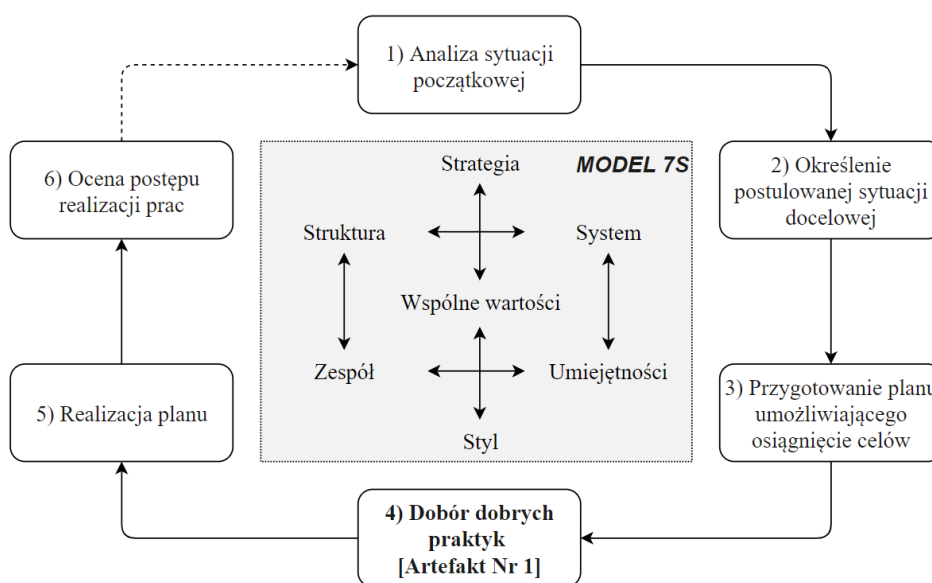 1) Analiza sytuacji
początkowej
2) Określenie
postulowanej sytuacji
docelowej
3) Przygotowanie planu
umożliwiającego
osiągnięcie celów
4) Dobór dobrych
praktyk
[Artefakt Nr 1]
5) Realizacja planu
6) Ocena postępu
realizacji prac
MODEL 7S
Strategia
Struktura
System
Wspólne wartości
Zespół
Umiejętności
Styl